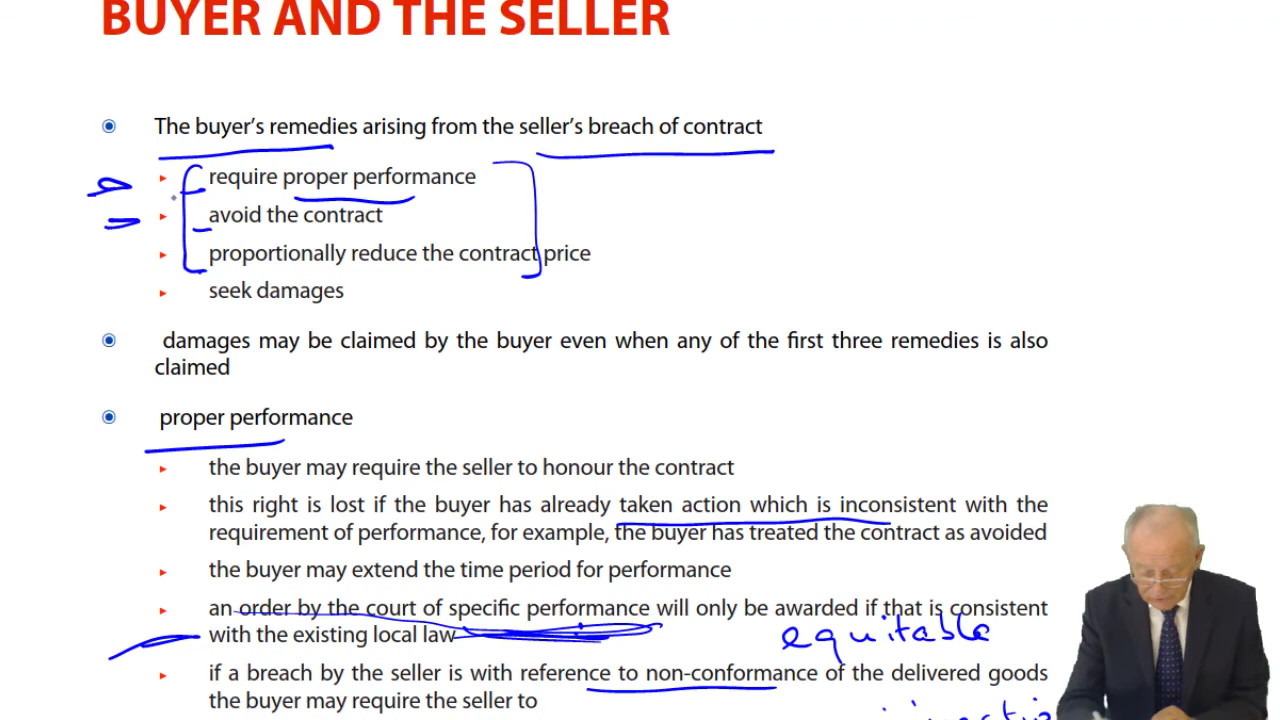 BUYER AND THE SELLER
The buyer’s remedies arising from the seller’s breach of contract
require proper performance
avoid the contract
proportionally reduce the contract price
seek damages
damages may be claimed by the buyer even when any of the first three remedies is also
claimed
proper performance
the buyer may require the seller to honour the contract
this right is lost if the buyer has already taken action which is inconsistent with the
requirement of performance, for example, the buyer has treated the contract as avoided
the buyer may extend the time period for performance
an order by the court of specific performance will only be awarded if that is consistent
with the existing local law
equitable
if a breach by the seller is with reference to non-conformance of the delivered goods
the buyer may require the seller to